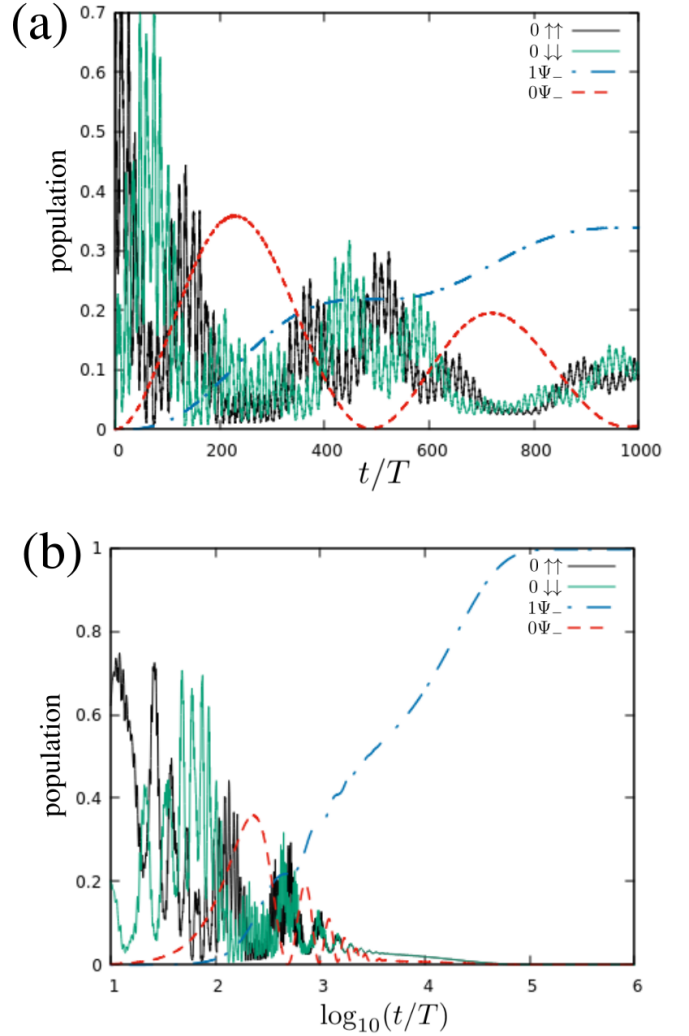 (a)
0.7
0.6
0.5
0.4
0.3
0.2
0.1
0
population
0 ↑↑
0 ↓↓
1Ψ₋
0Ψ₋
0 200 400 600 800 1000
t/T
(b)
1
0.8
0.6
0.4
0.2
0
population
0 ↑↑
0 ↓↓
1Ψ₋
0Ψ₋
1 2 3 4 5 6
log₁₀(t/T)